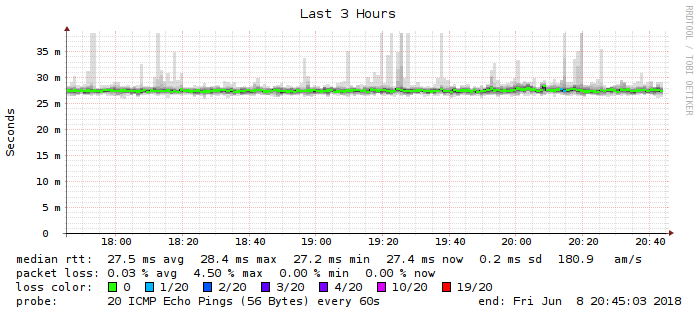 Last 3 Hours
RRDTOOL / TOBI OETIKER
Seconds
35 m
30 m
25 m
20 m
15 m
10 m
5 m
0
18:00 18:20 18:40 19:00 19:20 19:40 20:00 20:20 20:40
median rtt: 27.5 ms avg 28.4 ms max 27.2 ms min 27.4 ms now 0.2 ms sd 180.9 am/s
packet loss: 0.03 % avg 4.50 % max 0.00 % min 0.00 % now
loss color: 0 1/20 2/20 3/20 4/20 10/20 19/20
probe: 20 ICMP Echo Pings (56 Bytes) every 60s end: Fri Jun 8 20:45:03 2018